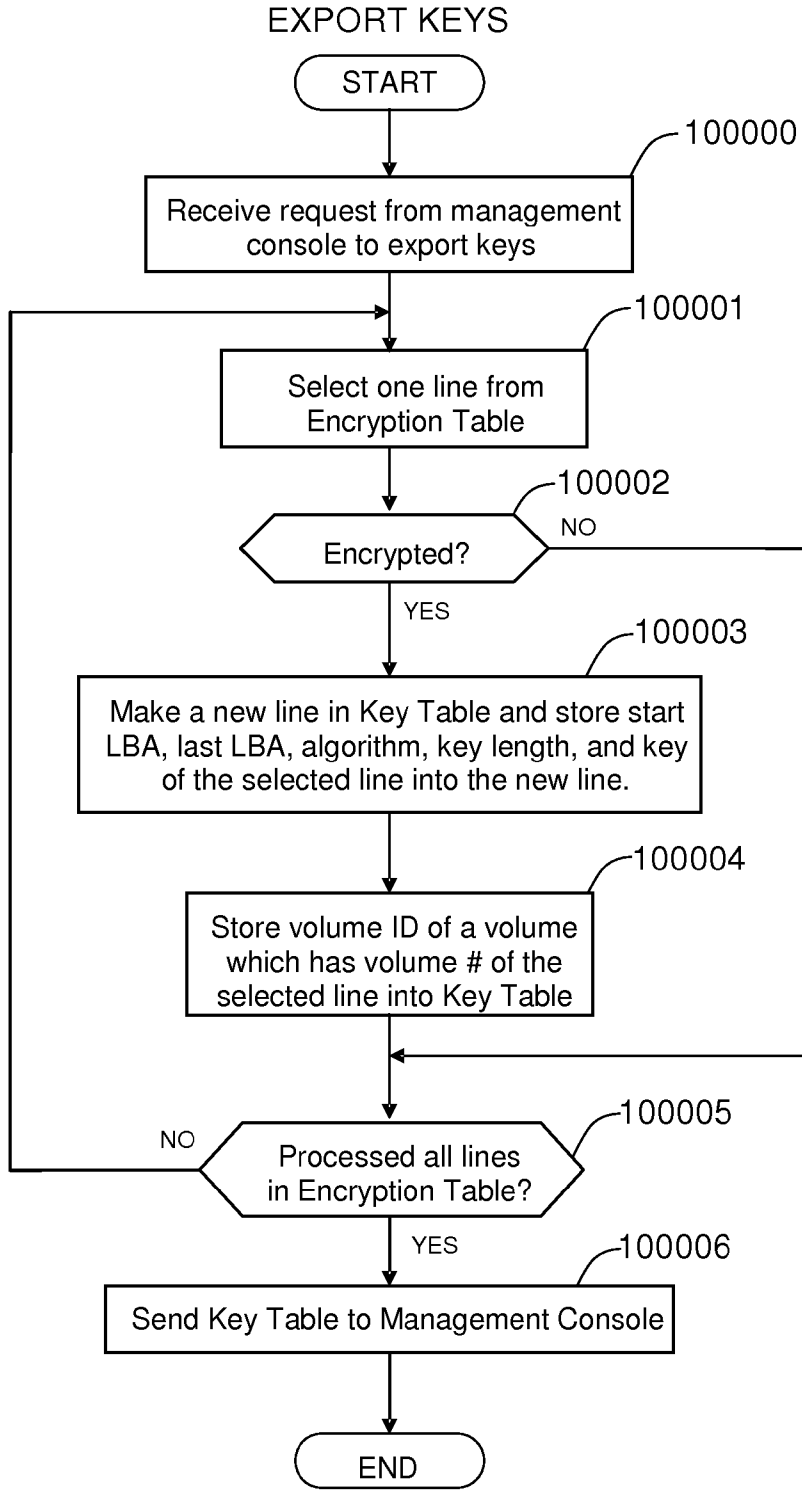 EXPORT KEYS
START
100000
Receive request from management
console to export keys
100001
Select one line from
Encryption Table
100002
Encrypted?
NO
YES
100003
Make a new line in Key Table and store start
LBA, last LBA, algorithm, key length, and key
of the selected line into the new line.
100004
Store volume ID of a volume
which has volume # of the
selected line into Key Table
100005
NO
Processed all lines
in Encryption Table?
YES
100006
Send Key Table to Management Console
END